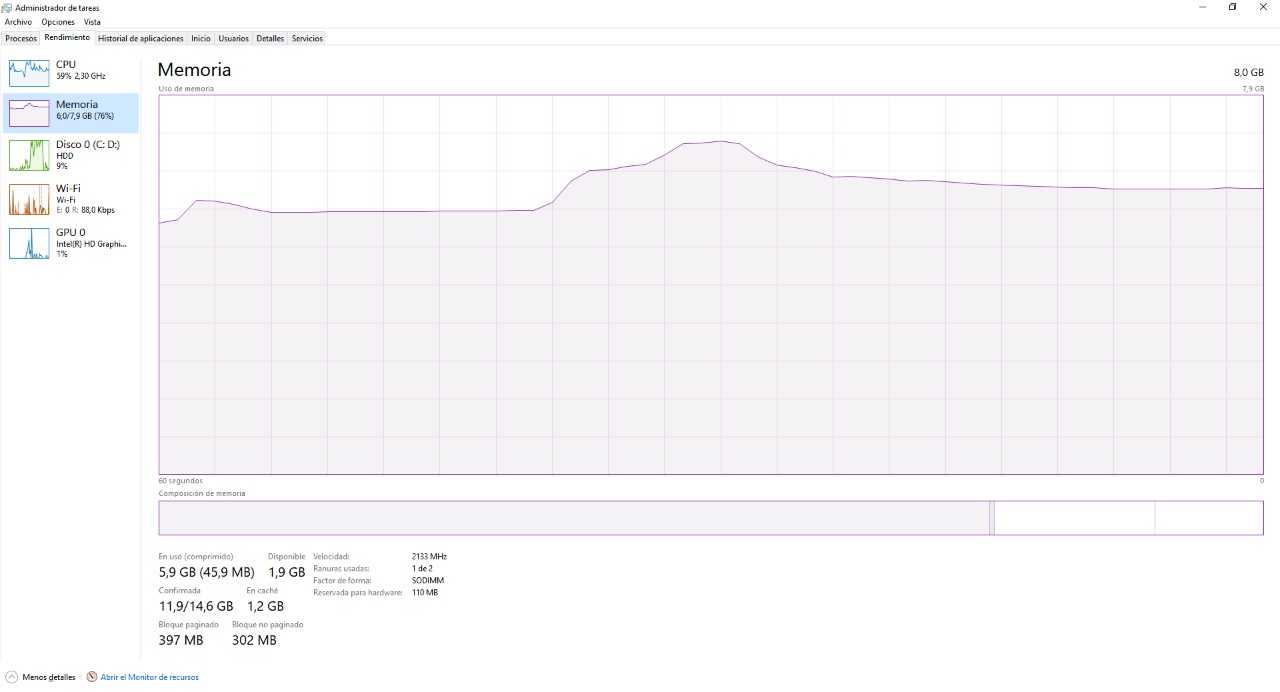 Administrador de tareas
Archivo Opciones Vista
Procesos Rendimiento Historial de aplicaciones Inicio Usuarios Detalles Servicios
CPU
59% 2,30 GHz
Memoria
6,0/7,9 GB (76%)
Disco 0 (C: D:)
HDD
9%
Wi-Fi
Wi-Fi
E: 0 R: 88,0 Kbps
GPU 0
Intel(R) HD Graphi...
1%
Memoria 8,0 GB
Uso de memoria 7,9 GB
60 segundos 0
Composición de memoria
En uso (comprimido) Disponible
5,9 GB (45,9 MB) 1,9 GB
Confirmada En caché
11,9/14,6 GB 1,2 GB
Bloque paginado Bloque no paginado
397 MB 302 MB
Velocidad: 2133 MHz
Ranuras usadas: 1 de 2
Factor de forma: SODIMM
Reservada para hardware: 110 MB
Menos detalles Abrir el Monitor de recursos